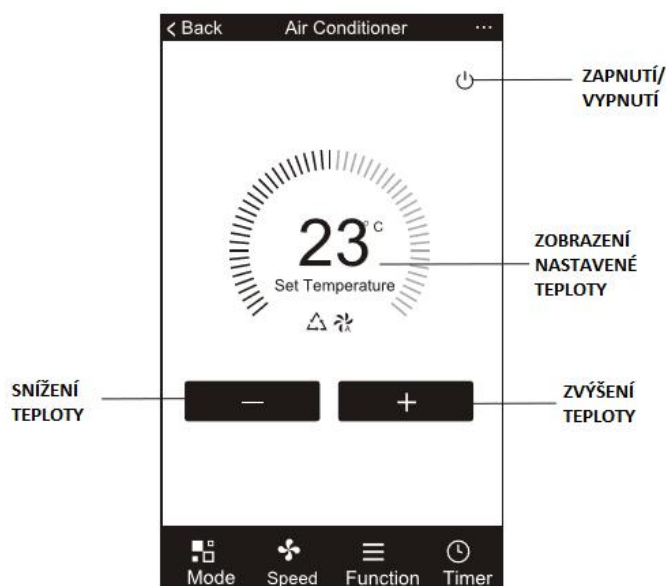 Back Air Conditioner ...
ZAPNUTÍ/
VYPNUTÍ
23°C
Set Temperature
ZOBRAZENÍ
NASTAVENÉ
TEPLOTY
A
SNÍŽENÍ
TEPLOTY
— +
ZVÝŠENÍ
TEPLOTY
Mode Speed Function Timer